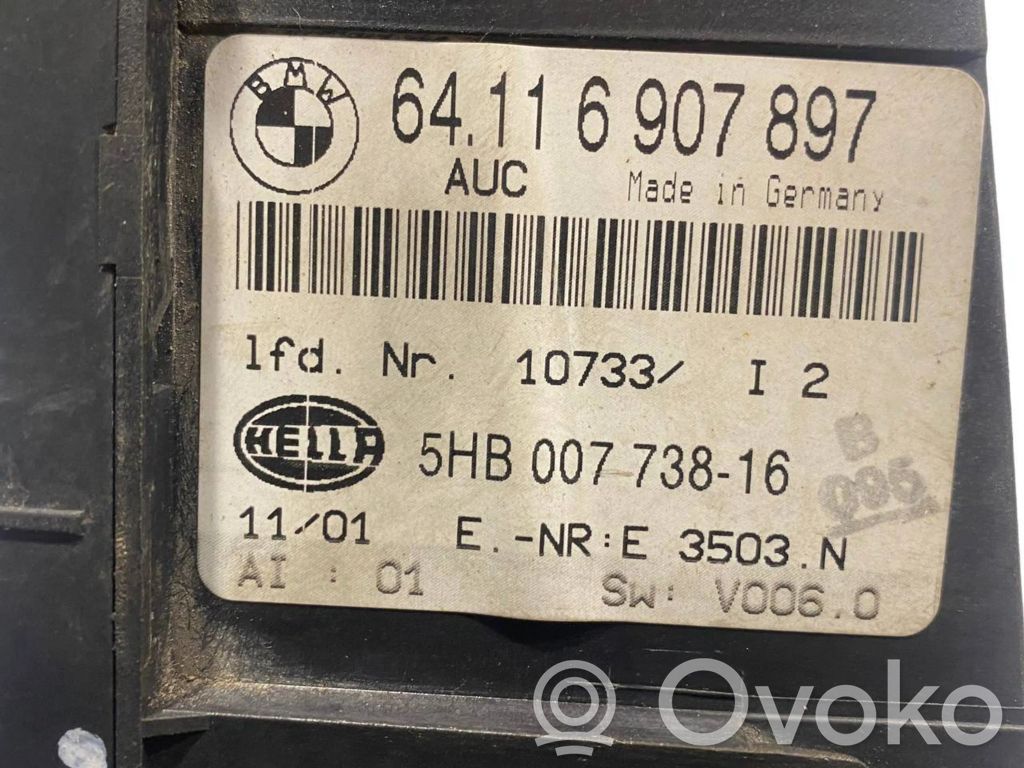 BMW
64.11 6 907 897
AUC Made in Germany
lfd. Nr. 10733/ I 2
HELLA 5HB 007 738-16
B
006
11/01 E.-NR:E 3503.N
AI : 01 Sw: V006.0
Ovoko